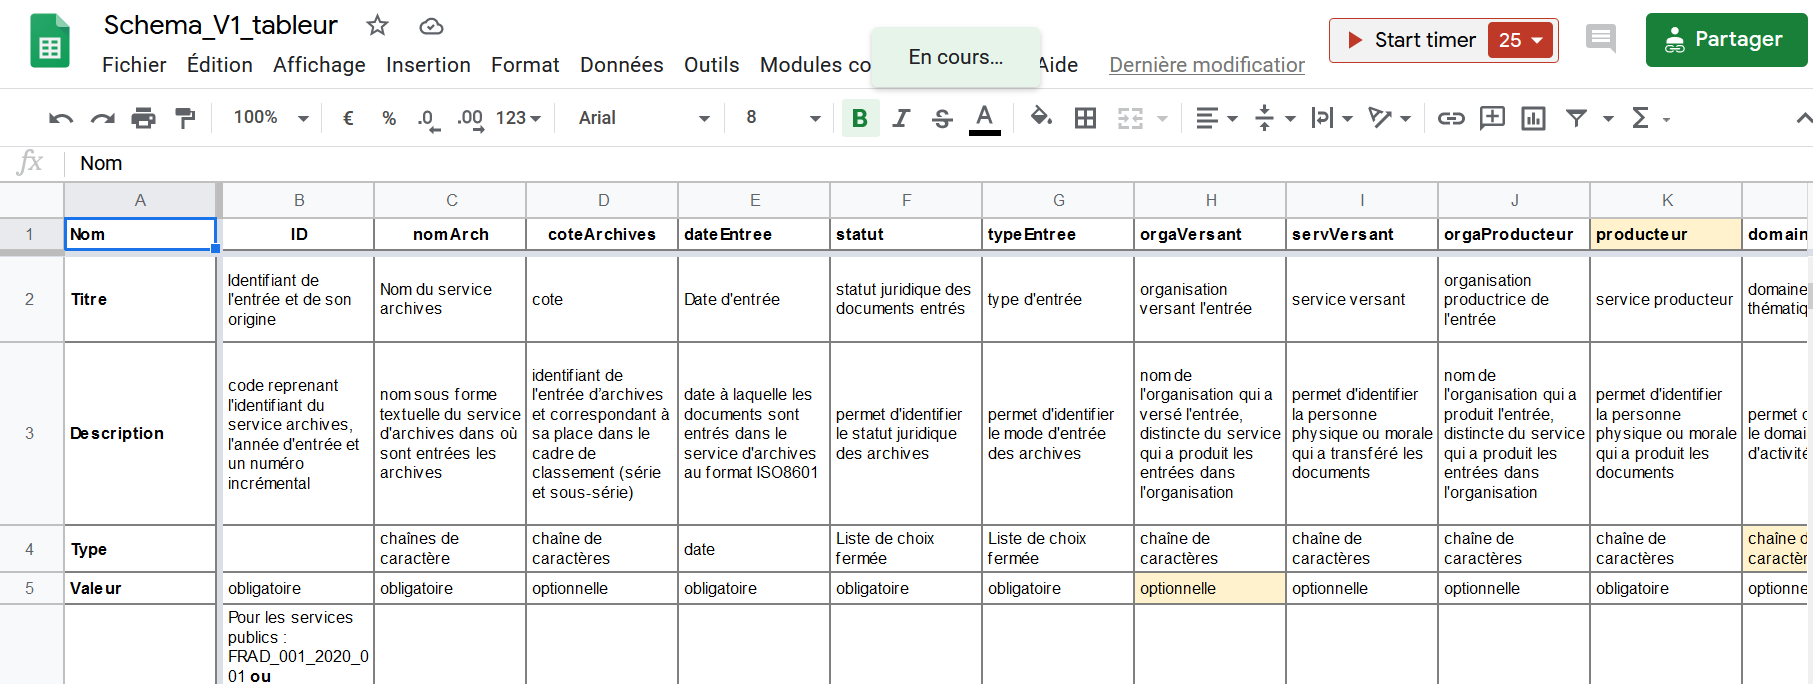 Schema_V1_tableur
Fichier Édition Affichage Insertion Format Données Outils Modules co En cours... Aide Dernière modification
Start timer 25
Partager
100% € % .0 .00 123 Arial 8 B I S A Σ
fx Nom
A B C D E F G H I J K
1 Nom ID nomArch coteArchives dateEntree statut typeEntree orgaVersant servVersant orgaProducteur producteur domain
2 Titre
Identifiant de
l'entrée et de son
origine
Nom du service
archives
cote
Date d'entrée
statut juridique des
documents entrés
type d'entrée
organisation
versant l'entrée
service versant
organisation
productrice de
l'entrée
service producteur
domaine
thématiq
3 Description
code reprenant
l'identifiant du
service archives,
l'année d'entrée et
un numéro
incrémental
nom sous forme
textuelle du service
d'archives dans où
sont entrées les
archives
identifiant de
l'entrée d’archives
et correspondant à
sa place dans le
cadre de
classement (série
et sous-série)
date à laquelle les
documents sont
entrés dans le
service d'archives
au format ISO8601
permet d'identifier
le statut juridique
des archives
permet d'identifier
le mode d'entrée
des archives
nom de
l'organisation qui a
versé l'entrée,
distincte du service
qui a produit les
entrées dans
l'organisation
permet d'identifier
la personne
physique ou morale
qui a transféré les
documents
nom de
l'organisation qui a
produit l'entrée,
distincte du service
qui a produit les
entrées dans
l'organisation
permet d'identifier
la personne
physique ou morale
qui a produit les
documents
permet d
le domai
d'activité
4 Type
chaînes de
caractère
chaîne de
caractères
date
Liste de choix
fermée
Liste de choix
fermée
chaîne de
caractères
chaîne de
caractères
chaîne de
caractères
chaîne de
caractères
chaîne d
caractèr
5 Valeur obligatoire obligatoire optionnelle obligatoire obligatoire obligatoire optionnelle optionnelle optionnelle obligatoire optionne
Pour les services
publics :
FRAD_001_2020_0
01 ou